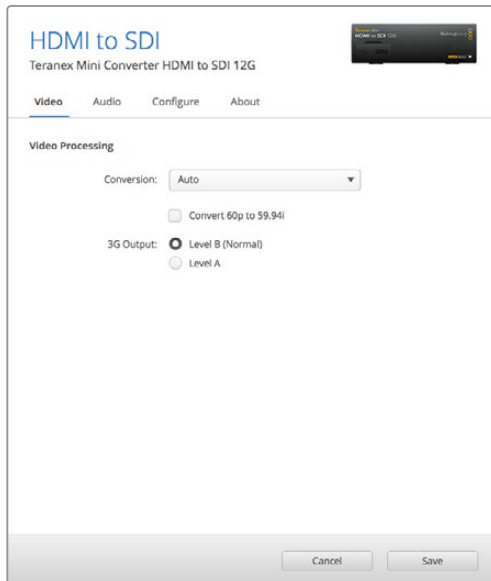 HDMI to SDI
Teranex Mini Converter HDMI to SDI 12G
Video Audio Configure About
Video Processing
Conversion: Auto
Convert 60p to 59.94i
3G Output: Level B (Normal)
Level A
Cancel Save